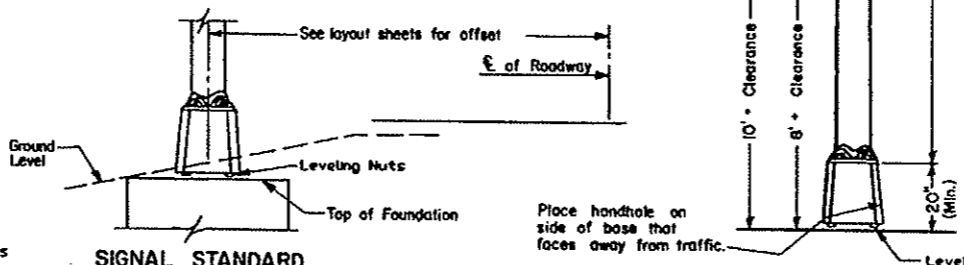 See layout sheets for offset
℄ of Roadway
Ground
Level
Leveling Nuts
Top of Foundation
SIGNAL STANDARD
10' + Clearance
8' + Clearance
20"
(Min.)
Place handhole on
side of base that
faces away from traffic.
Level
s